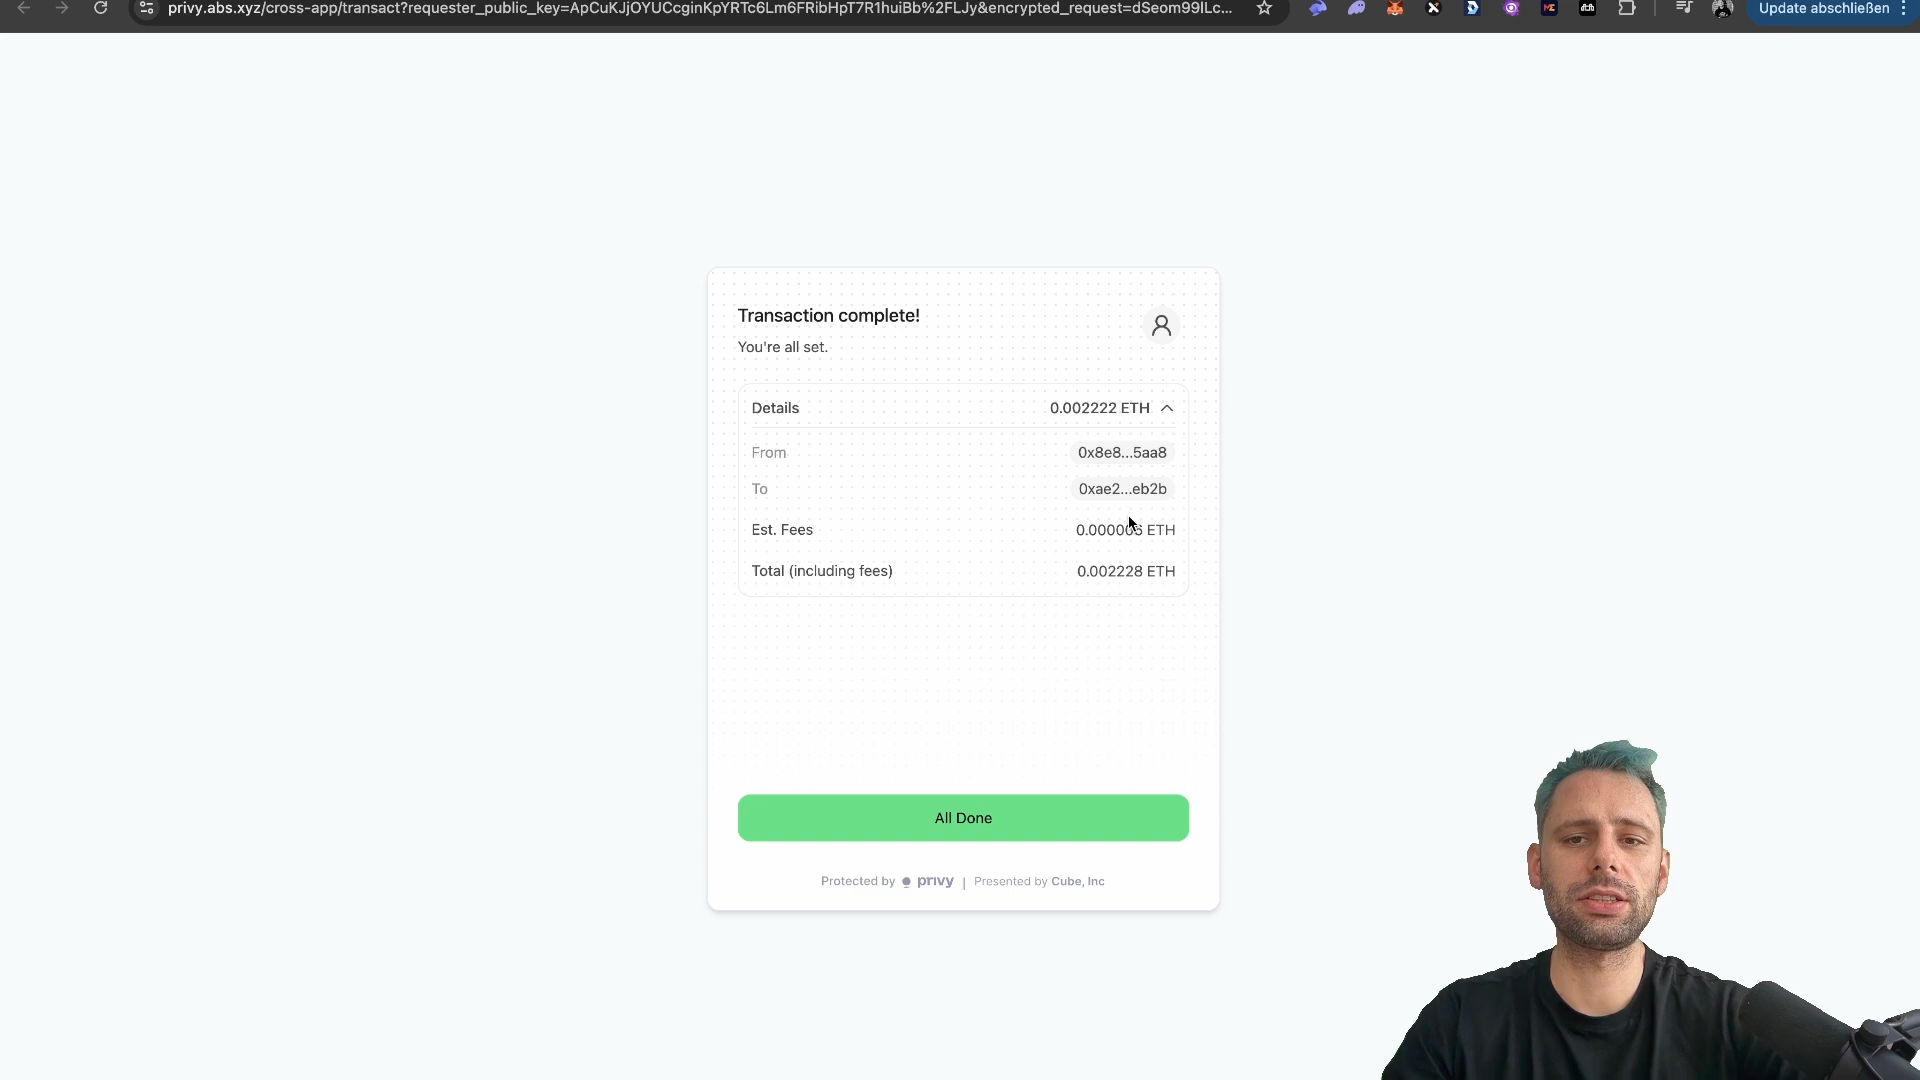 privy.abs.xyz/cross-app/transact?requester_public_key=ApCuKJjOYUCcginKpYRTc6Lm6FRibHpT7R1huiBb%2FLJy&encrypted_request=dSeom99ILc...
Update abschließen
Transaction complete!
You're all set.
Details 0.002222 ETH
From 0x8e8...5aa8
To 0xae2...eb2b
Est. Fees 0.000006 ETH
Total (including fees) 0.002228 ETH
All Done
Protected by privy | Presented by Cube, Inc